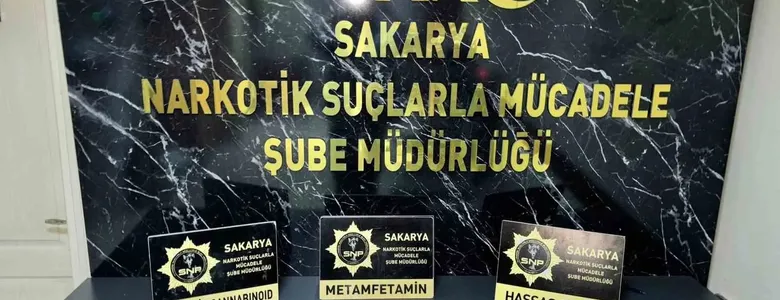 SAKARYA
NARKOTİK SUÇLARLA MÜCADELE
ŞUBE MÜDÜRLÜĞÜ
SNP
SAKARYA
NARKOTİK SUÇLARLA
MÜCADELE
ŞUBE MÜDÜRLÜĞÜ
SNP
SAKARYA
NARKOTİK SUÇLARLA
MÜCADELE
ŞUBE MÜDÜRLÜĞÜ
METAMFETAMİN
SNP
SAKARYA
NARKOTİK SUÇLARLA
MÜCADELE
ŞUBE MÜDÜRLÜĞÜ